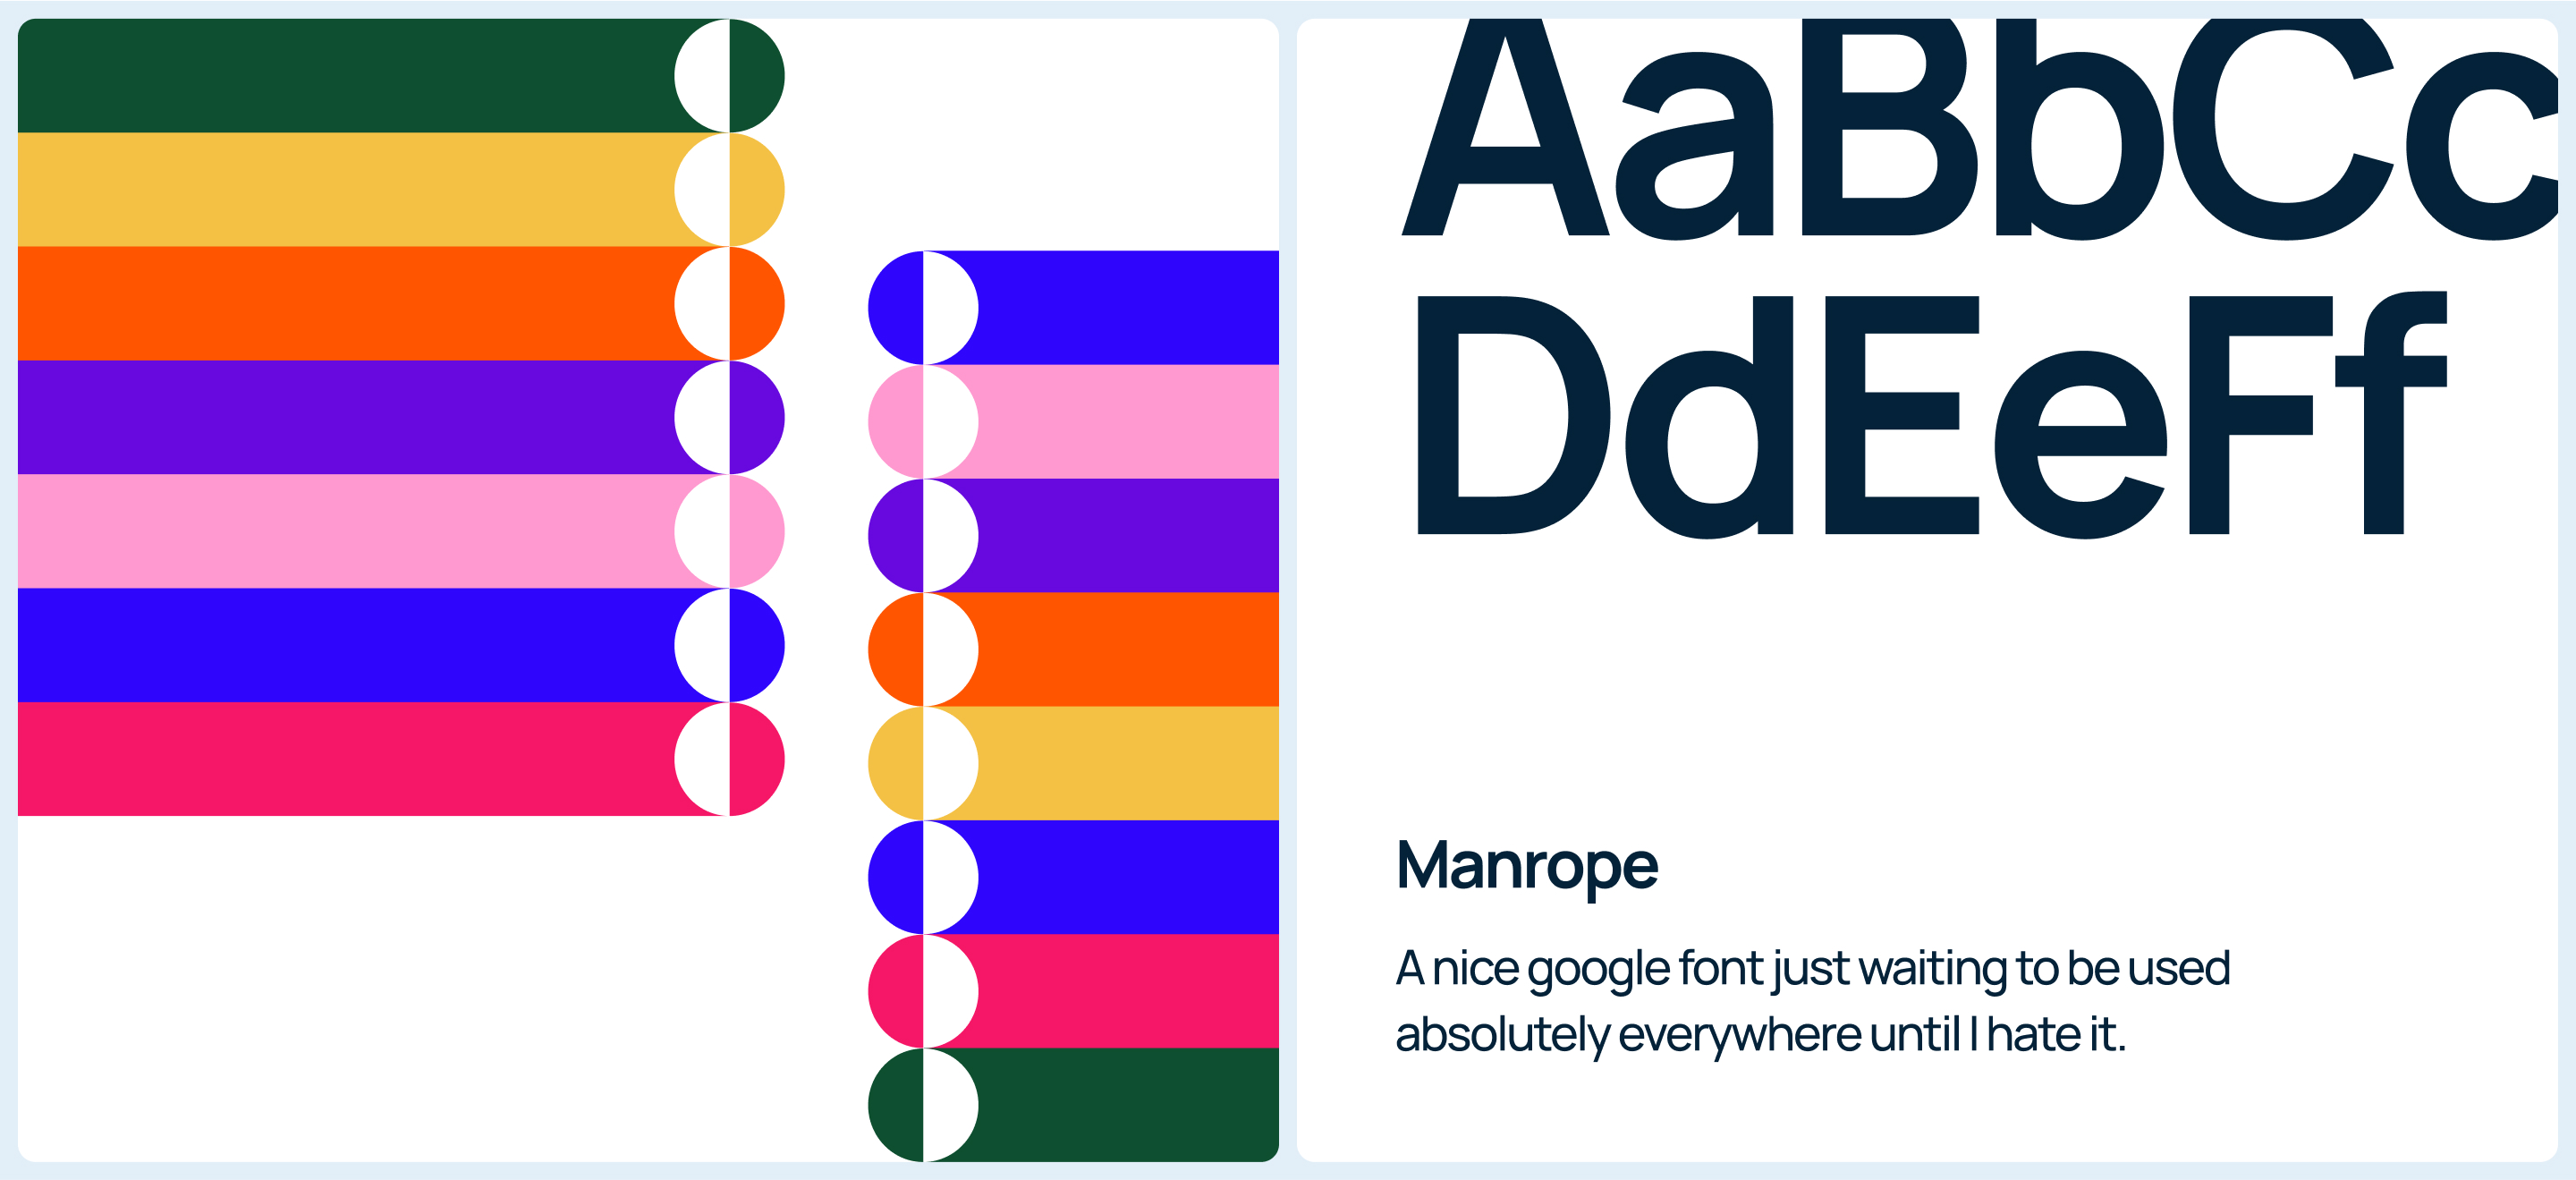 AaBbCc
DdEeFf
Manrope
A nice google font just waiting to be used
absolutely everywhere until I hate it.